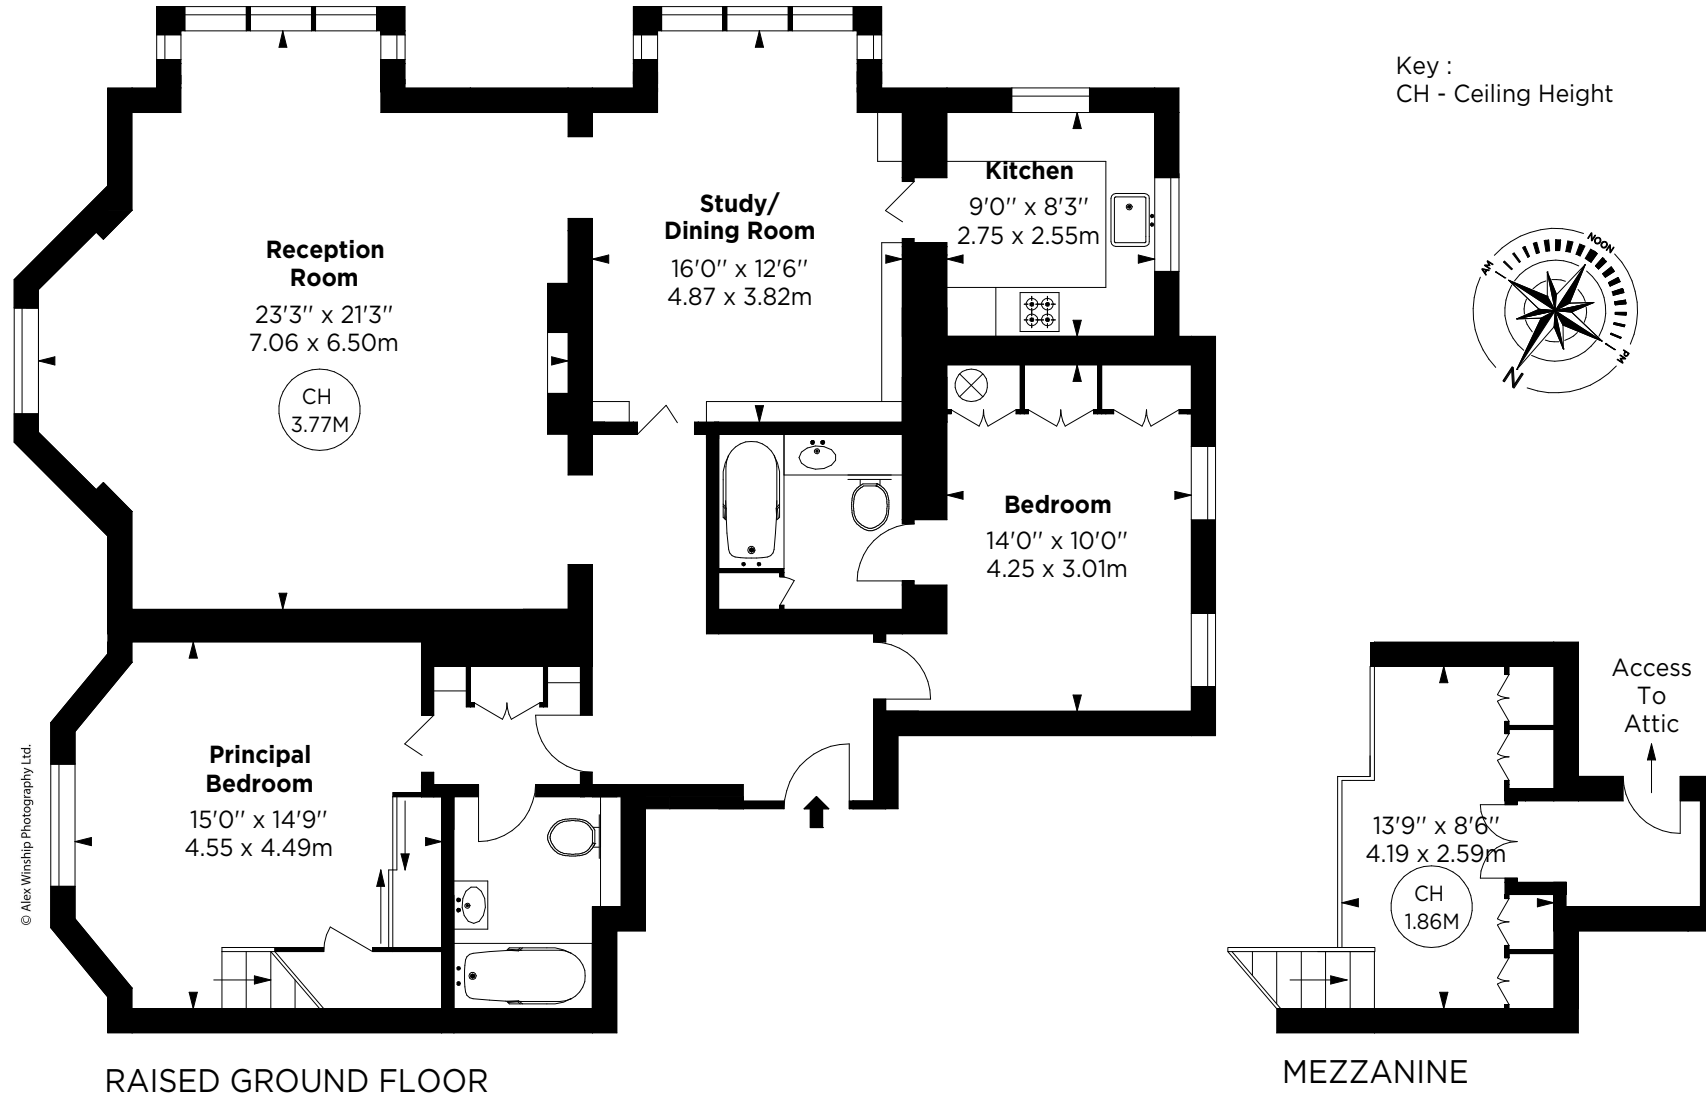 Key :
CH - Ceiling Height
Reception
Room
23'3" x 21'3"
7.06 x 6.50m
CH
3.77M
Study/
Dining Room
16'0" x 12'6"
4.87 x 3.82m
Kitchen
9'0" x 8'3"
2.75 x 2.55m
AM
NOON
PM
N
Bedroom
14'0" x 10'0"
4.25 x 3.01m
Principal
Bedroom
15'0" x 14'9"
4.55 x 4.49m
© Alex Winship Photography Ltd.
Access
To
Attic
13'9" x 8'6"
4.19 x 2.59m
CH
1.86M
RAISED GROUND FLOOR
MEZZANINE